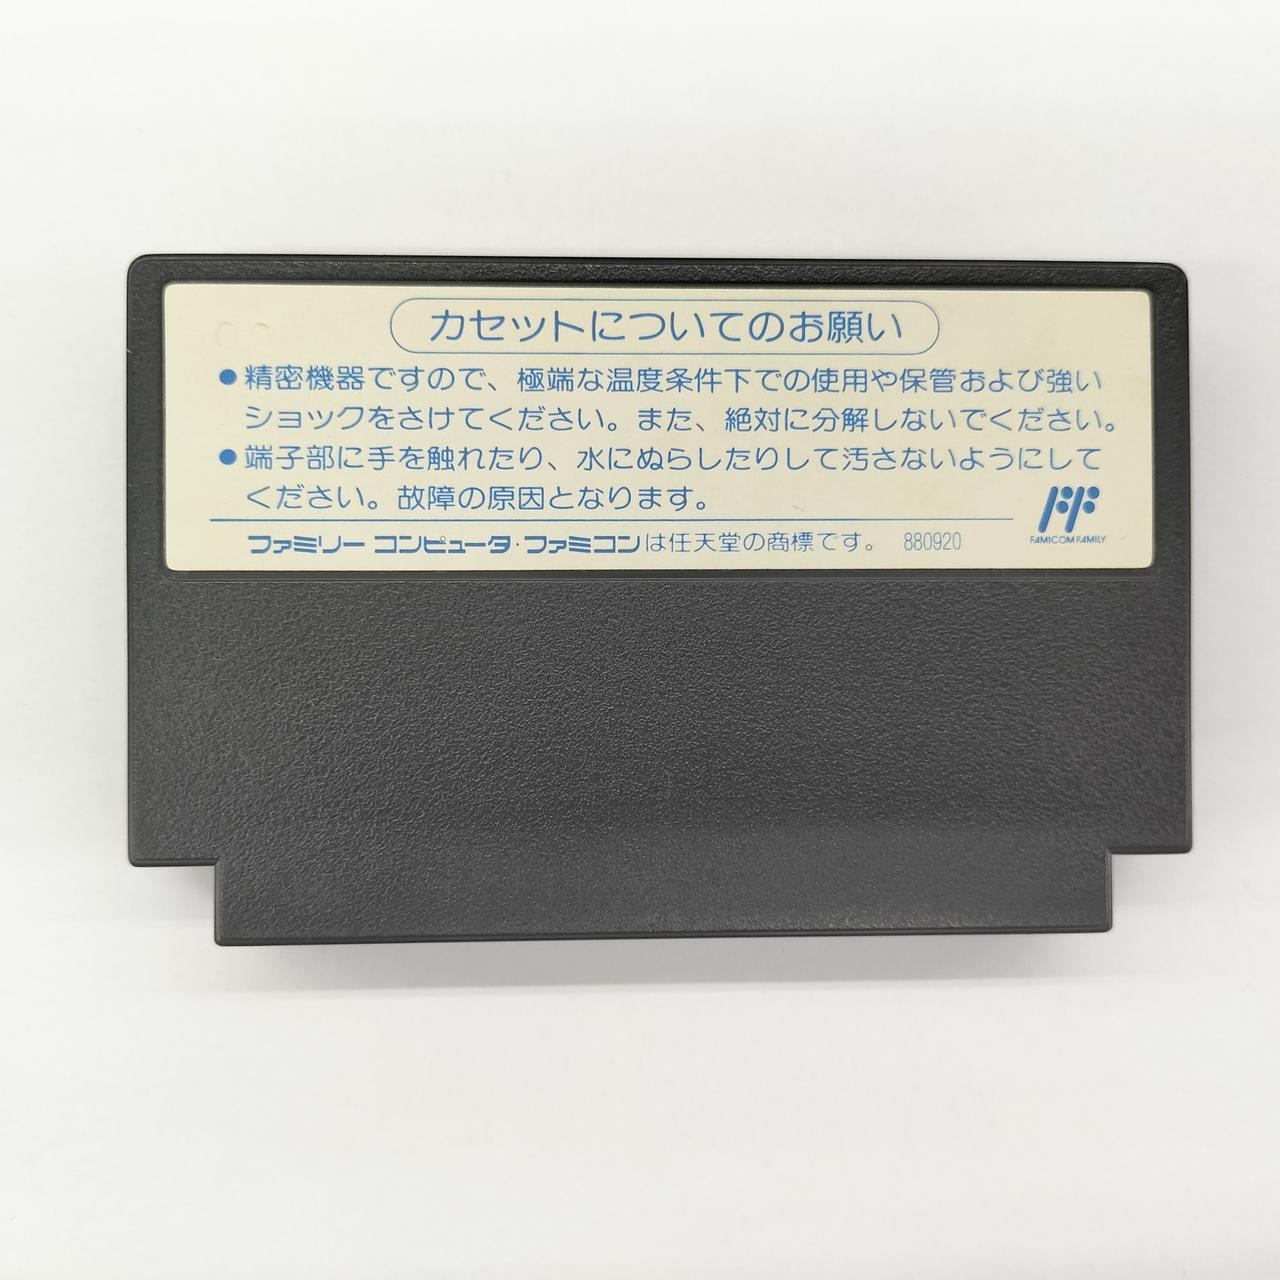 カセットについてのお願い
●精密機器ですので、極端な温度条件下での使用や保管および強い
ショックをさけてください。また、絶対に分解しないでください。
●端子部に手を触れたり、水にぬらしたりして汚さないようにして
ください。故障の原因となります。
FAMICOM FAMILY
ファミリー コンピュータ・ファミコンは任天堂の商標です。 880920